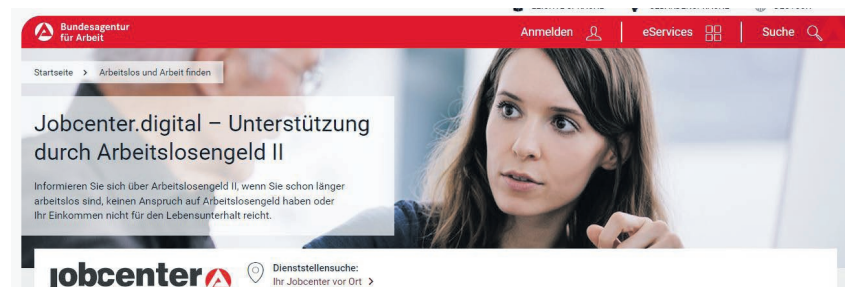 Bundesagentur
für Arbeit
Anmelden
eServices
Suche
Startseite > Arbeitslos und Arbeit finden
Jobcenter.digital – Unterstützung
durch Arbeitslosengeld II
Informieren Sie sich über Arbeitslosengeld II, wenn Sie schon länger
arbeitslos sind, keinen Anspruch auf Arbeitslosengeld haben oder
Ihr Einkommen nicht für den Lebensunterhalt reicht.
jobcenter
Dienststellensuche:
Ihr Jobcenter vor Ort >